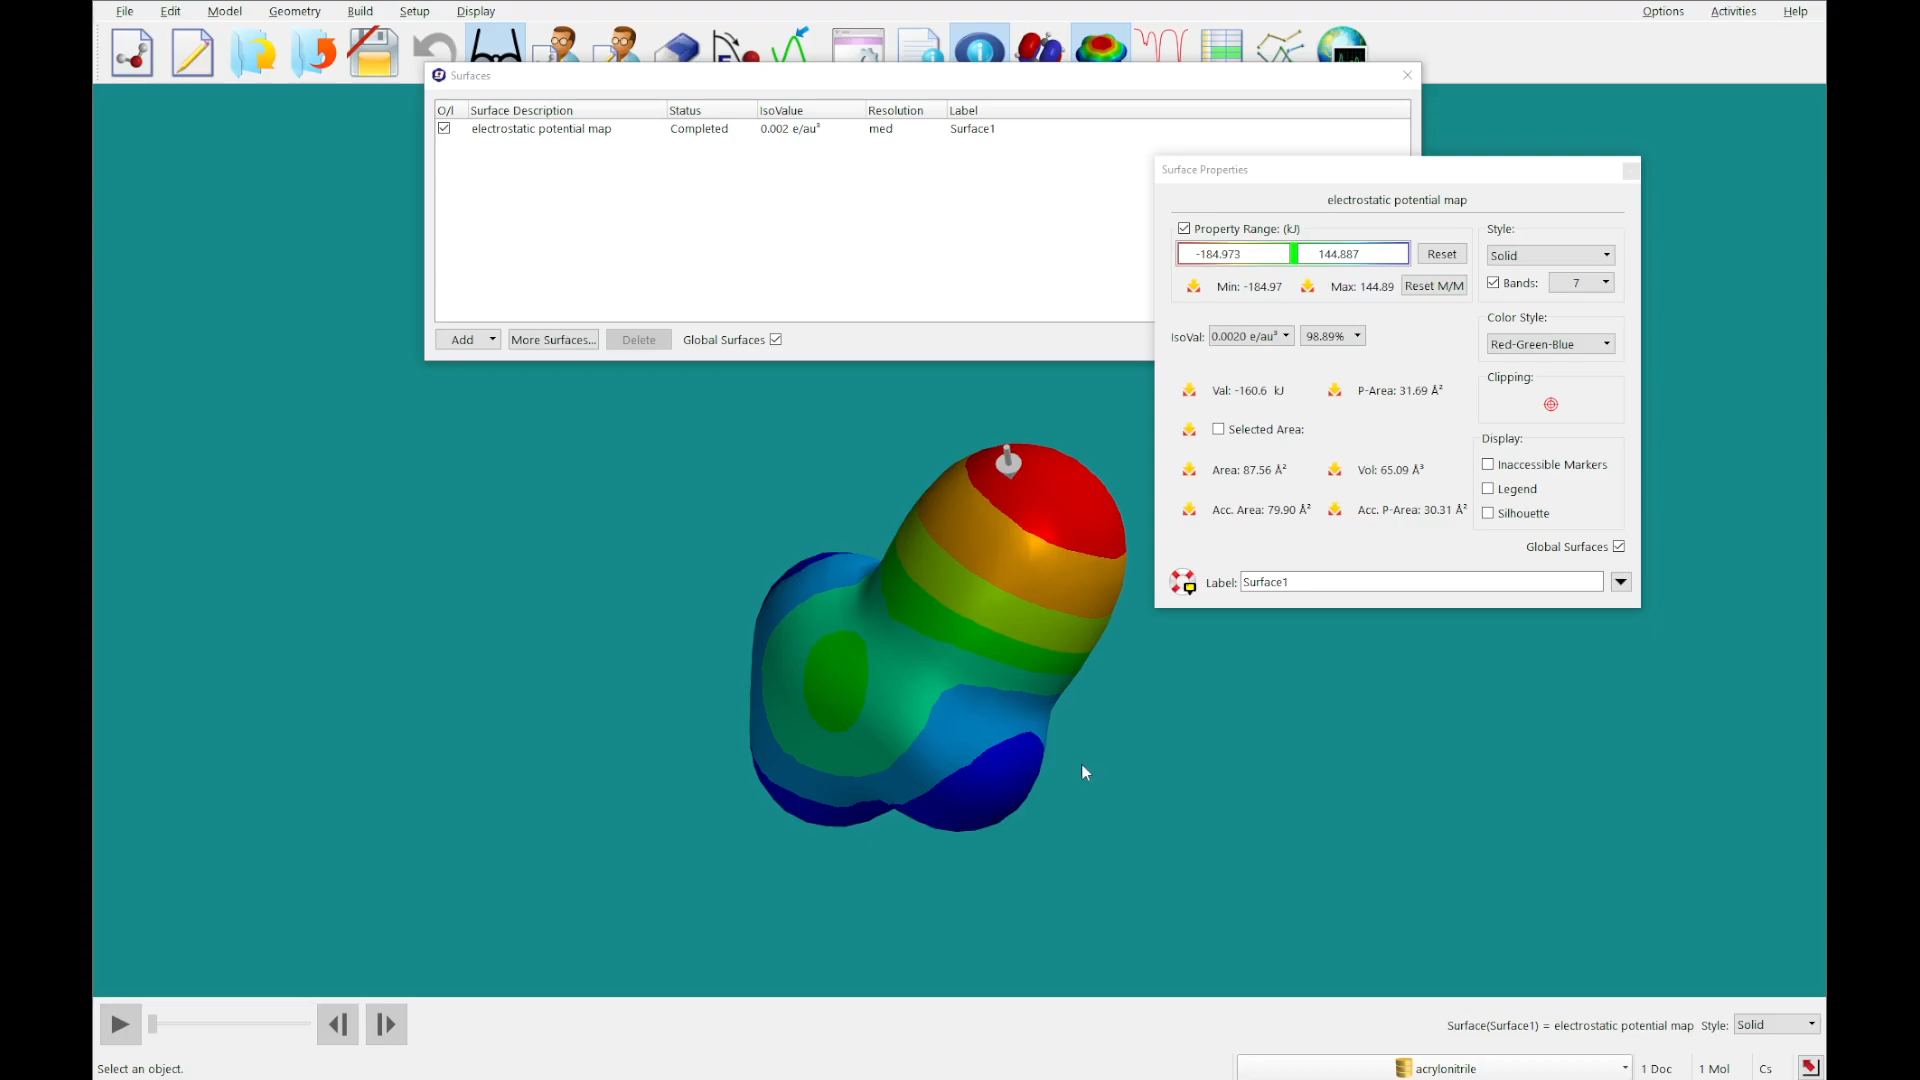 File Edit Model Geometry Build Setup Display Options Activities Help
Surfaces
O/I Surface Description Status IsoValue Resolution Label
electrostatic potential map Completed 0.002 e/au³ med Surface1
Add More Surfaces... Delete Global Surfaces
Surface Properties
electrostatic potential map
Property Range: (kJ)
-184.973 144.887 Reset
Min: -184.97 Max: 144.89 Reset M/M
Style:
Solid
Bands: 7
Color Style:
Red-Green-Blue
IsoVal: 0.0020 e/au³ 98.89%
Clipping:
Val: -160.6 kJ P-Area: 31.69 Å²
Selected Area:
Area: 87.56 Å² Vol: 65.09 Å³
Acc. Area: 79.90 Å² Acc. P-Area: 30.31 Å²
Display:
Inaccessible Markers
Legend
Silhouette
Global Surfaces
Label: Surface1
Surface(Surface1) = electrostatic potential map Style: Solid
Select an object. acrylonitrile 1 Doc 1 Mol Cs